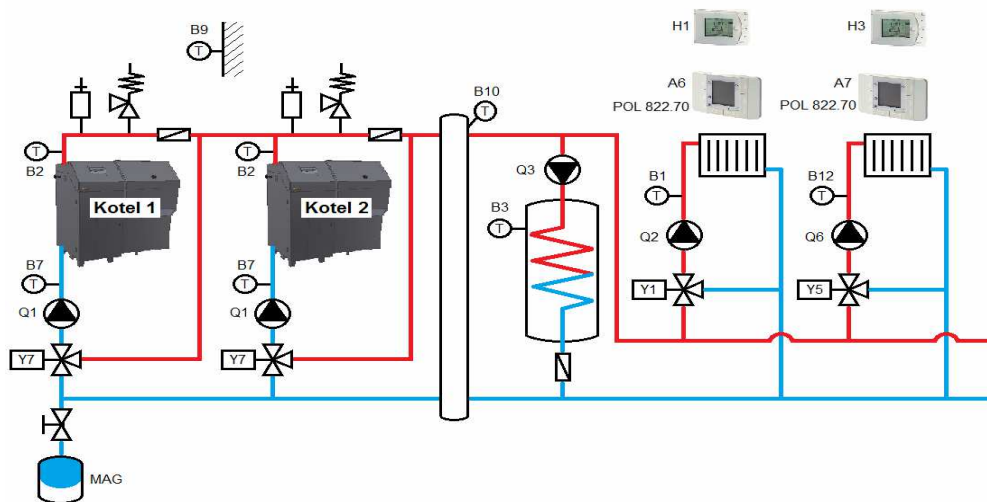 B9
T
H1
H3
B10
T
A6
POL 822.70
A7
POL 822.70
T
B2
T
B2
Kotel 1
Kotel 2
Q3
B3
T
B1
T
B12
T
B7
T
B7
T
Q2
Q6
Q1
Q1
Y1
Y5
Y7
Y7
MAG